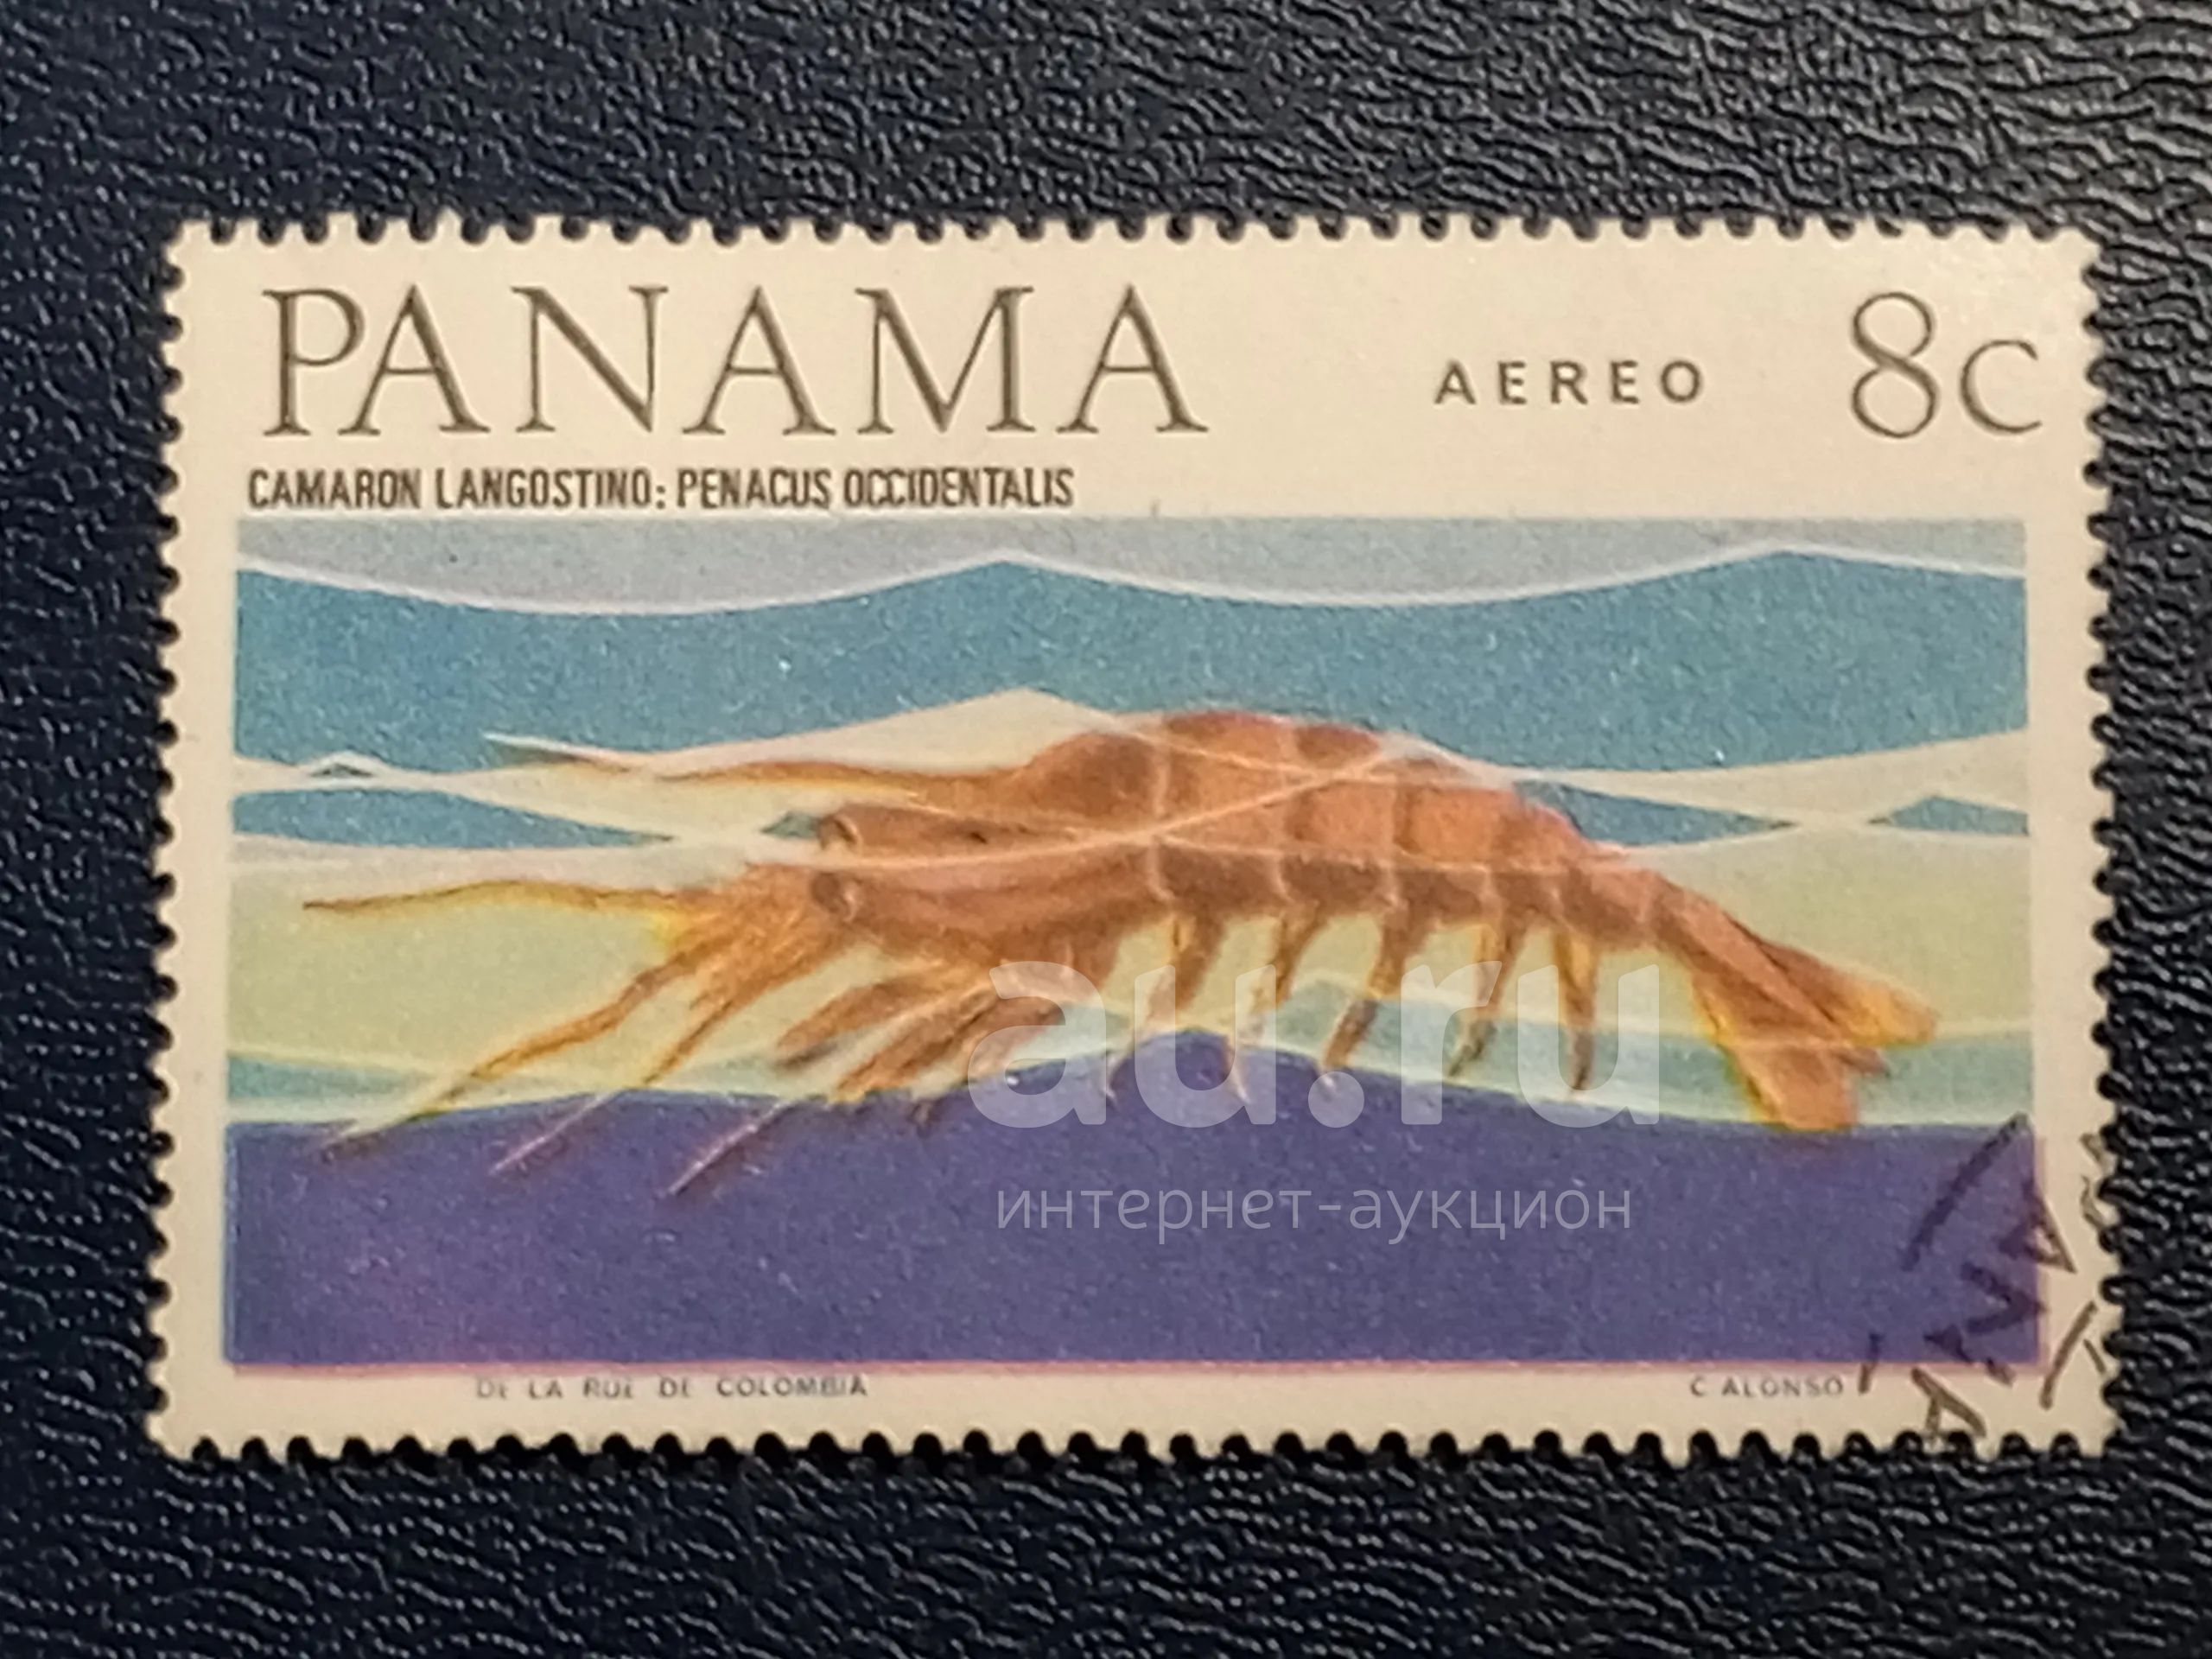 PANAMA AEREO 8c
CAMARON LANGOSTINO: PENACUS OCCIDENTALIS
au.ru
интернет-аукцион
DE LA RUE DE COLOMBIA C ALONSO